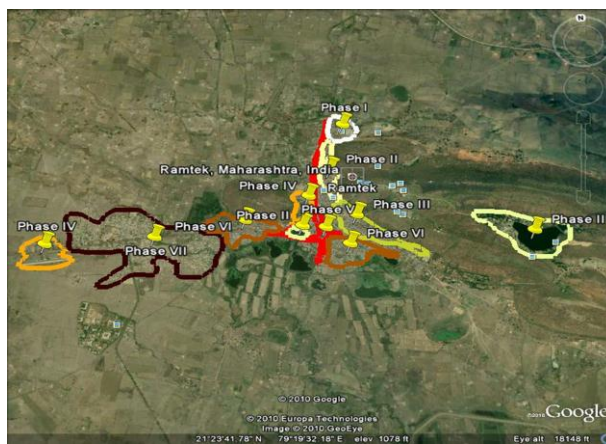 N
Phase I
Ramtek, Maharashtra, India
Phase II
Phase IV
Ramtek
Phase III
Phase II
Phase V
Phase II
Phase IV
Phase VI
Phase VII
Phase VI
© 2010 Google
© 2010 Europa Technologies
Image © 2010 GeoEye
©2010 Google
21°23'41.78" N 79°19'32.18" E elev 1078 ft
Eye alt 18148 ft